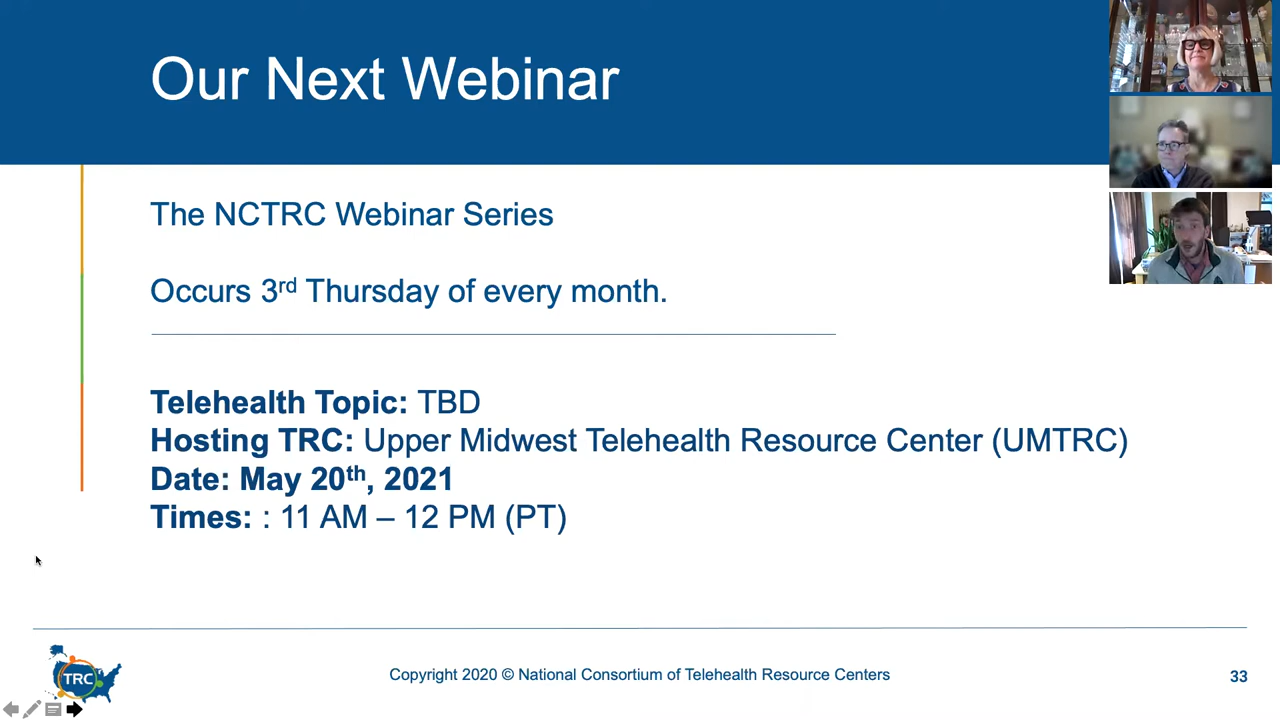 Our Next Webinar
The NCTRC Webinar Series
Occurs 3rd Thursday of every month.
Telehealth Topic: TBD
Hosting TRC: Upper Midwest Telehealth Resource Center (UMTRC)
Date: May 20th, 2021
Times: : 11 AM – 12 PM (PT)
TRC
Copyright 2020 © National Consortium of Telehealth Resource Centers
33